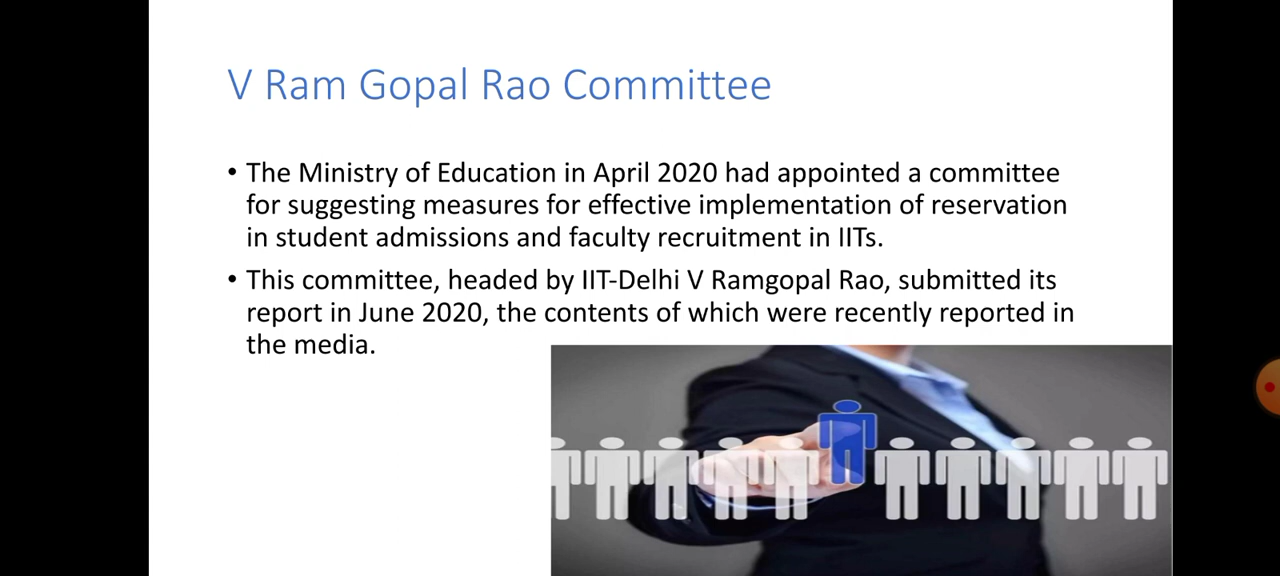 V Ram Gopal Rao Committee
• The Ministry of Education in April 2020 had appointed a committee
for suggesting measures for effective implementation of reservation
in student admissions and faculty recruitment in IITs.
• This committee, headed by IIT-Delhi V Ramgopal Rao, submitted its
report in June 2020, the contents of which were recently reported in
the media.